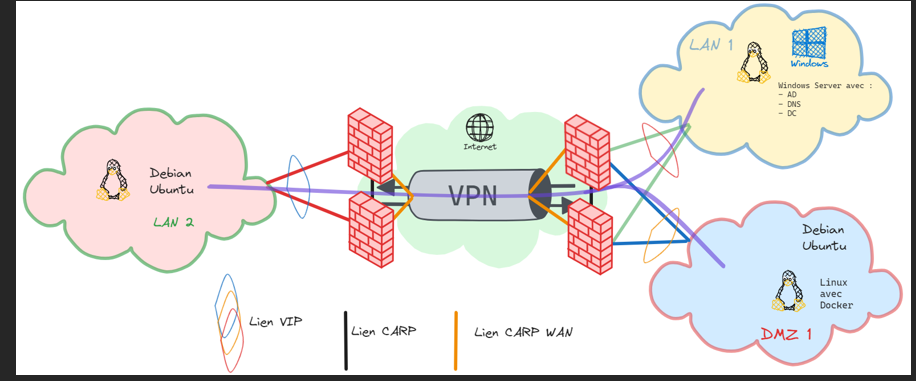 LAN 1
Windows
Windows Server avec :
- AD
- DNS
- DC
Internet
VPN
Debian
Ubuntu
LAN 2
Debian
Ubuntu
Linux
avec
Docker
DMZ 1
Lien VIP
Lien CARP
Lien CARP WAN